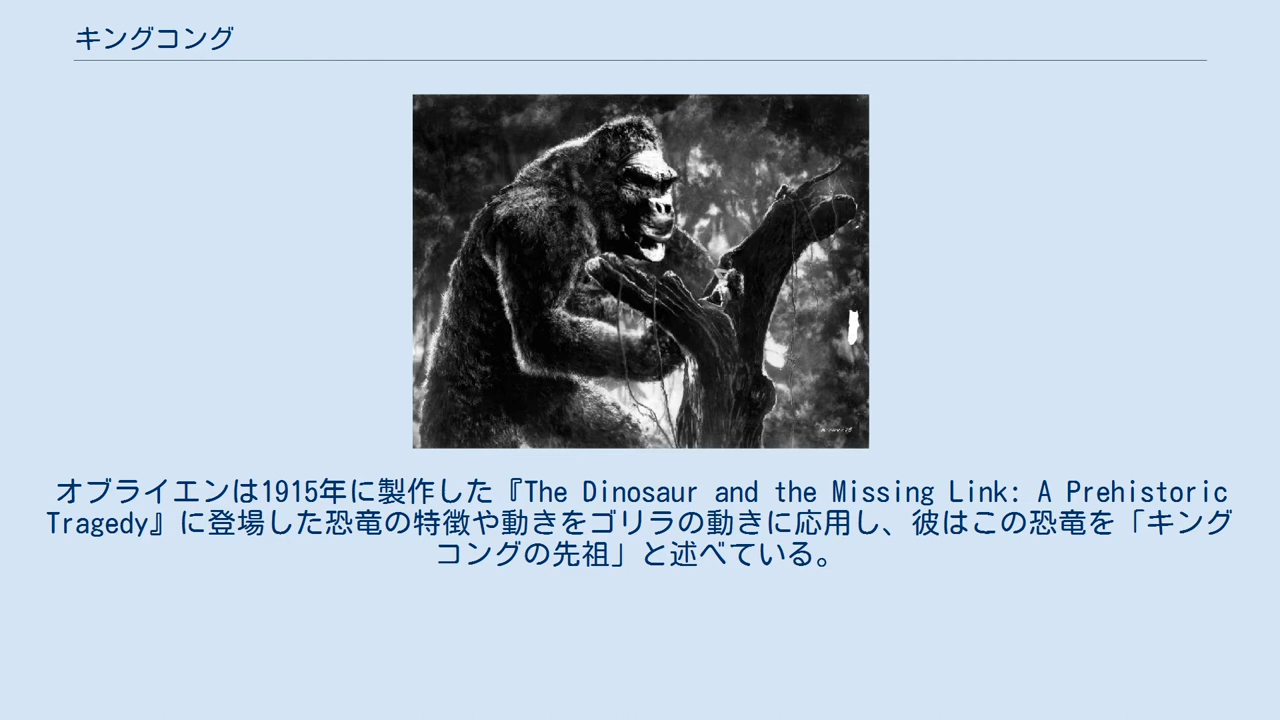 キングコング
オブライエンは1915年に製作した『The Dinosaur and the Missing Link: A Prehistoric
Tragedy』に登場した恐竜の特徴や動きをゴリラの動きに応用し、彼はこの恐竜を「キング
コングの先祖」と述べている。